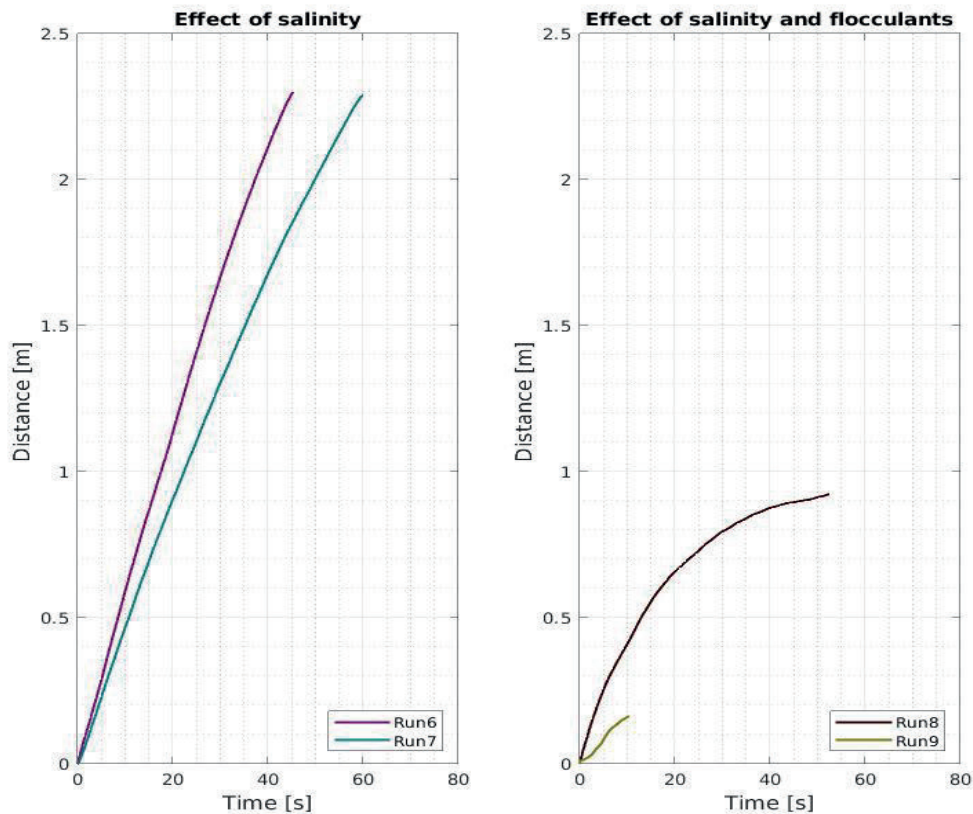 Effect of salinity
2.5
2
1.5
1
0.5
0
0 20 40 60 80
Distance [m]
Time [s]
Run6
Run7
Effect of salinity and flocculants
2.5
2
1.5
1
0.5
0
0 20 40 60 80
Distance [m]
Time [s]
Run8
Run9